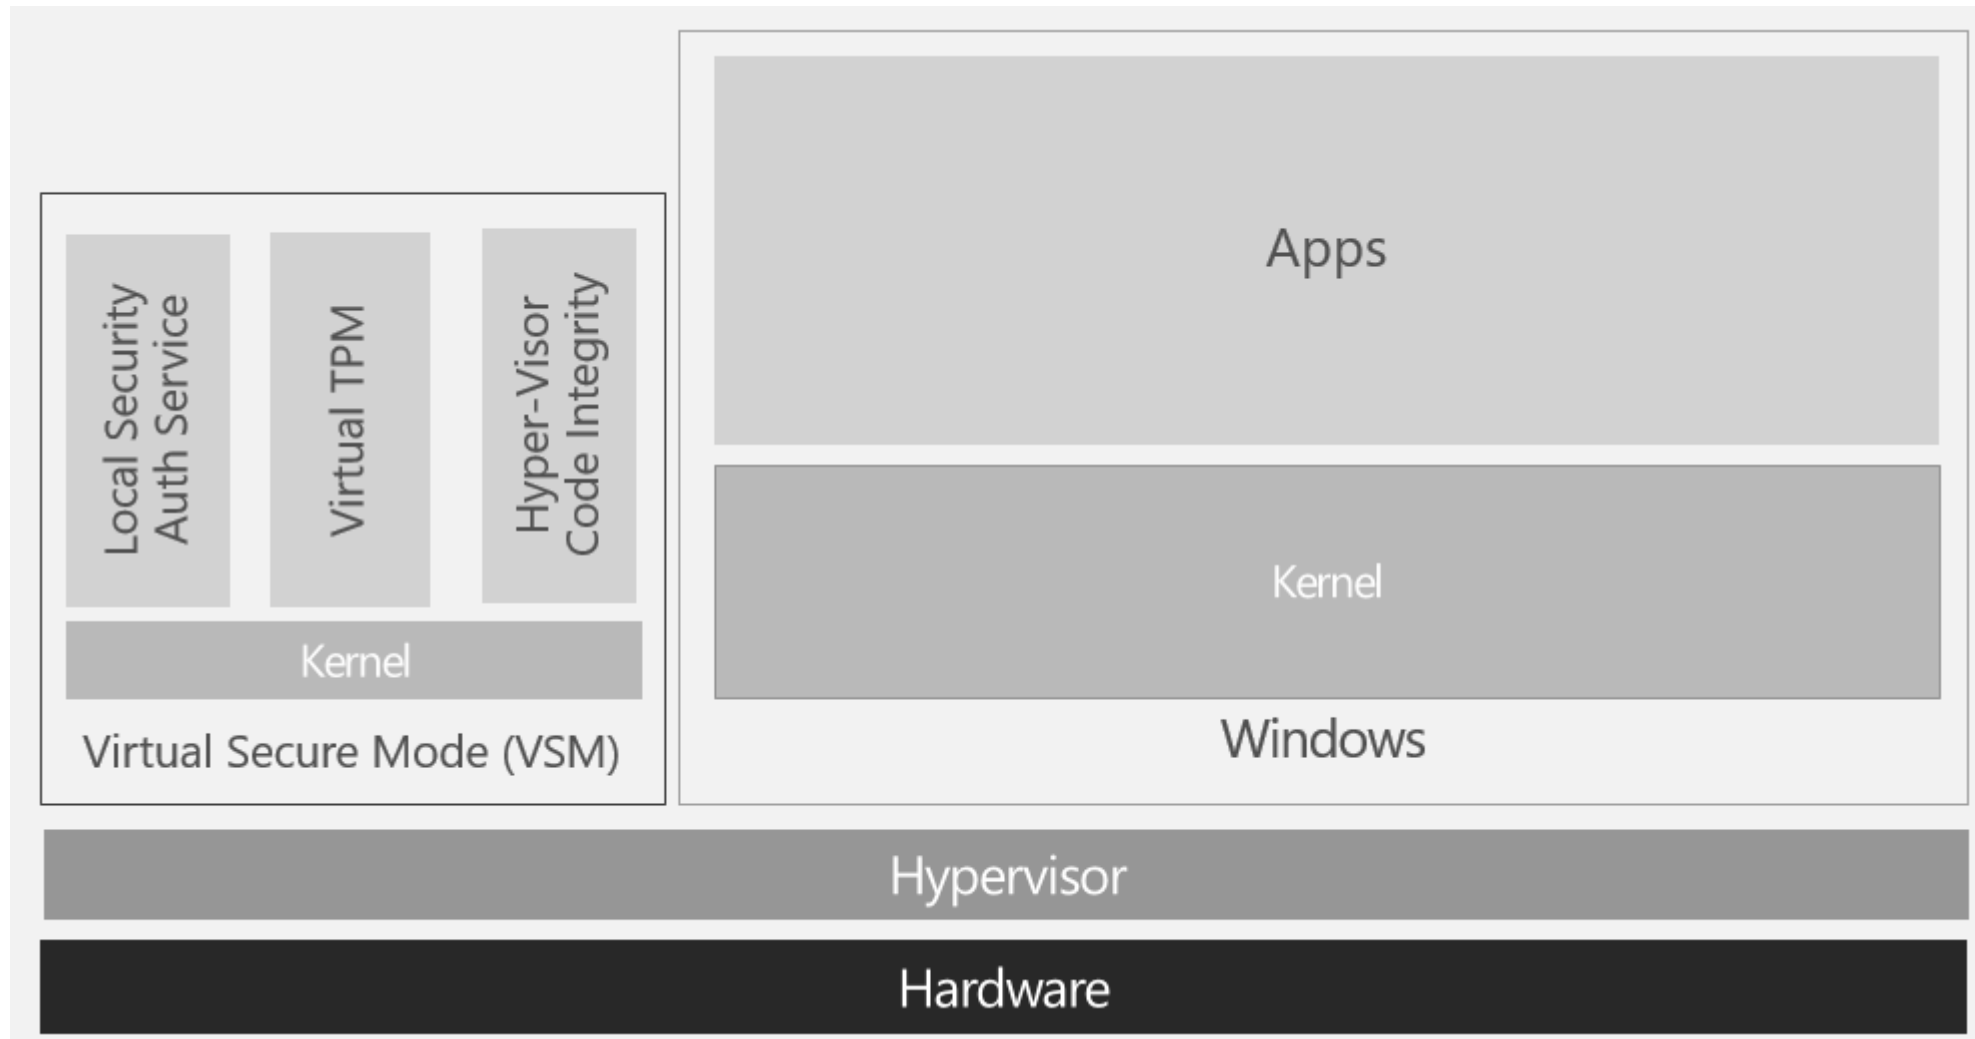 Local Security
Auth Service
Virtual TPM
Hyper-Visor
Code Integrity
Kernel
Virtual Secure Mode (VSM)
Apps
Kernel
Windows
Hypervisor
Hardware